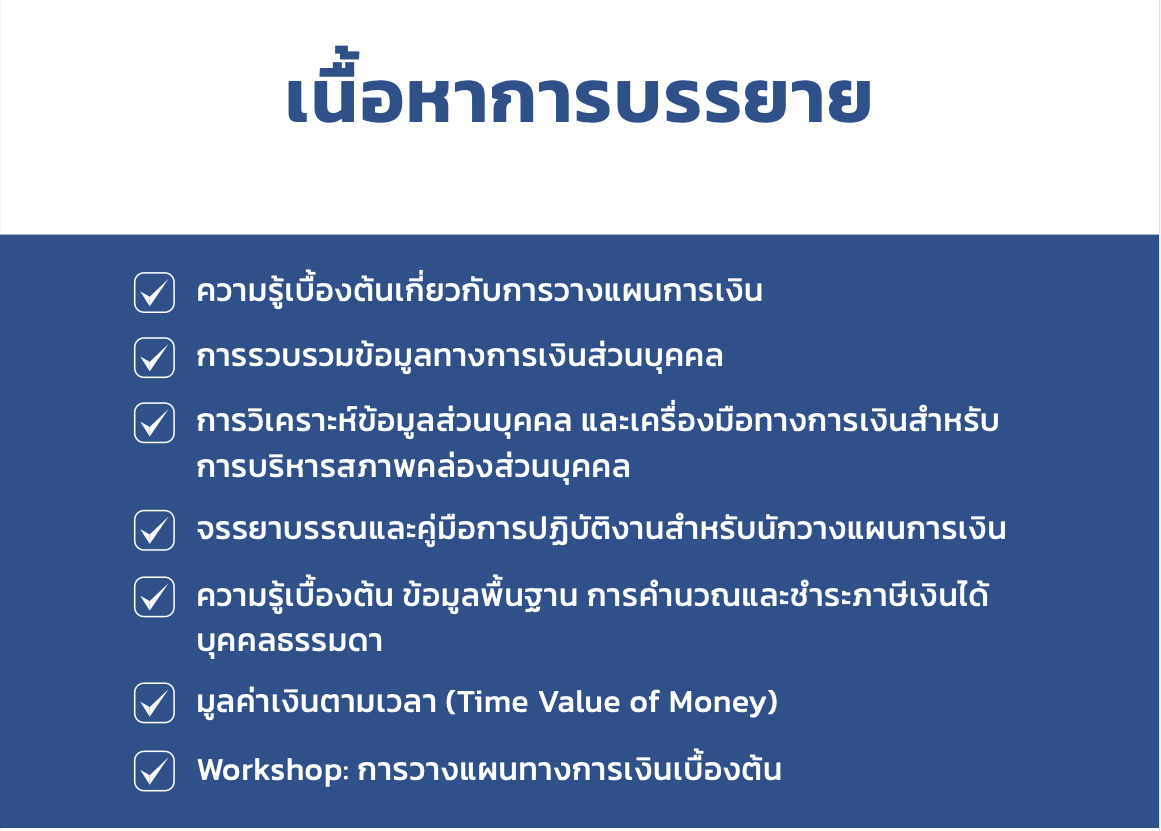 เนื้อหาการบรรยาย
ความรู้เบื้องต้นเกี่ยวกับการวางแผนการเงิน
การรวบรวมข้อมูลทางการเงินส่วนบุคคล
การวิเคราะห์ข้อมูลส่วนบุคคล และเครื่องมือทางการเงินสำหรับ
การบริหารสภาพคล่องส่วนบุคคล
จรรยาบรรณและคู่มือการปฏิบัติงานสำหรับนักวางแผนการเงิน
ความรู้เบื้องต้น ข้อมูลพื้นฐาน การคำนวณและชำระภาษีเงินได้
บุคคลธรรมดา
มูลค่าเงินตามเวลา (Time Value of Money)
Workshop: การวางแผนทางการเงินเบื้องต้น